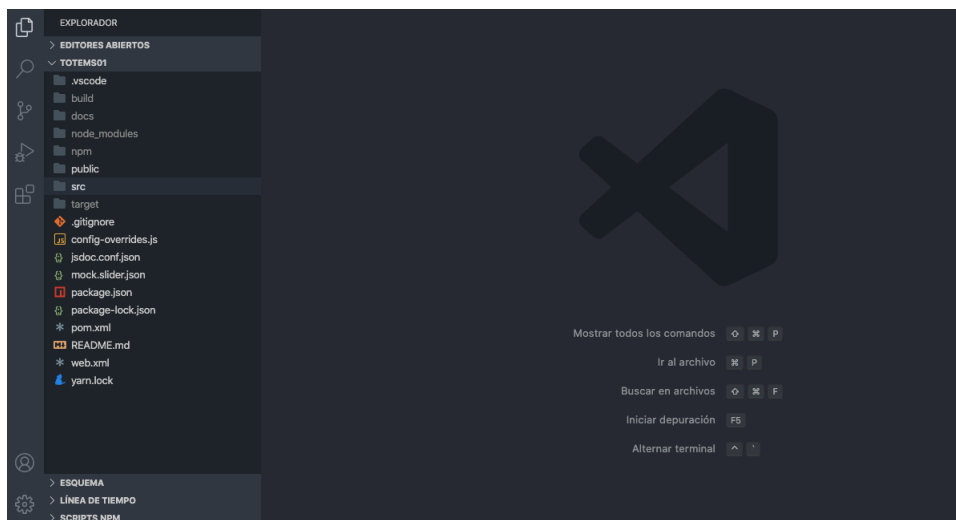 EXPLORADOR
EDITORES ABIERTOS
TOTEMS01
.vscode
build
docs
node_modules
npm
public
src
target
.gitignore
JS config-overrides.js
{;} jsdoc.conf.json
{;} mock.slider.json
package.json
{;} package-lock.json
pom.xml
README.md
web.xml
yarn.lock
Mostrar todos los comandos ⇧ ⌘ P
Ir al archivo ⌘ P
Buscar en archivos ⇧ ⌘ F
Iniciar depuración F5
Alternar terminal ^ `
ESQUEMA
LÍNEA DE TIEMPO
SCRIPTS NPM